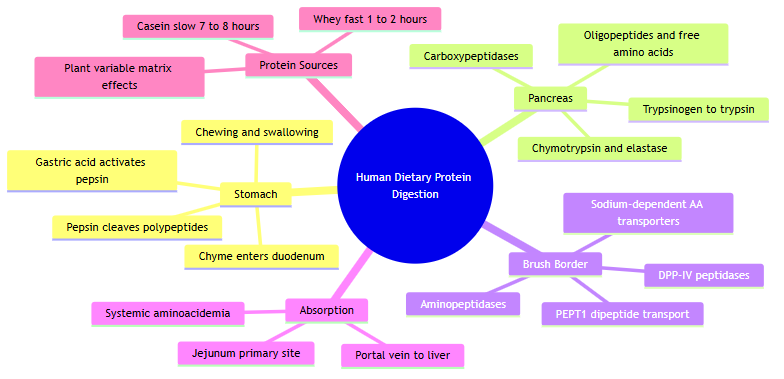 Human Dietary Protein
Digestion
Protein Sources
Casein slow 7 to 8 hours
Whey fast 1 to 2 hours
Plant variable matrix
effects
Stomach
Chewing and swallowing
Gastric acid activates
pepsin
Pepsin cleaves polypeptides
Chyme enters duodenum
Pancreas
Carboxypeptidases
Oligopeptides and free
amino acids
Trypsinogen to trypsin
Chymotrypsin and elastase
Brush Border
Sodium-dependent AA
transporters
DPP-IV peptidases
PEPT1 dipeptide transport
Aminopeptidases
Absorption
Systemic aminoacidemia
Jejunum primary site
Portal vein to liver